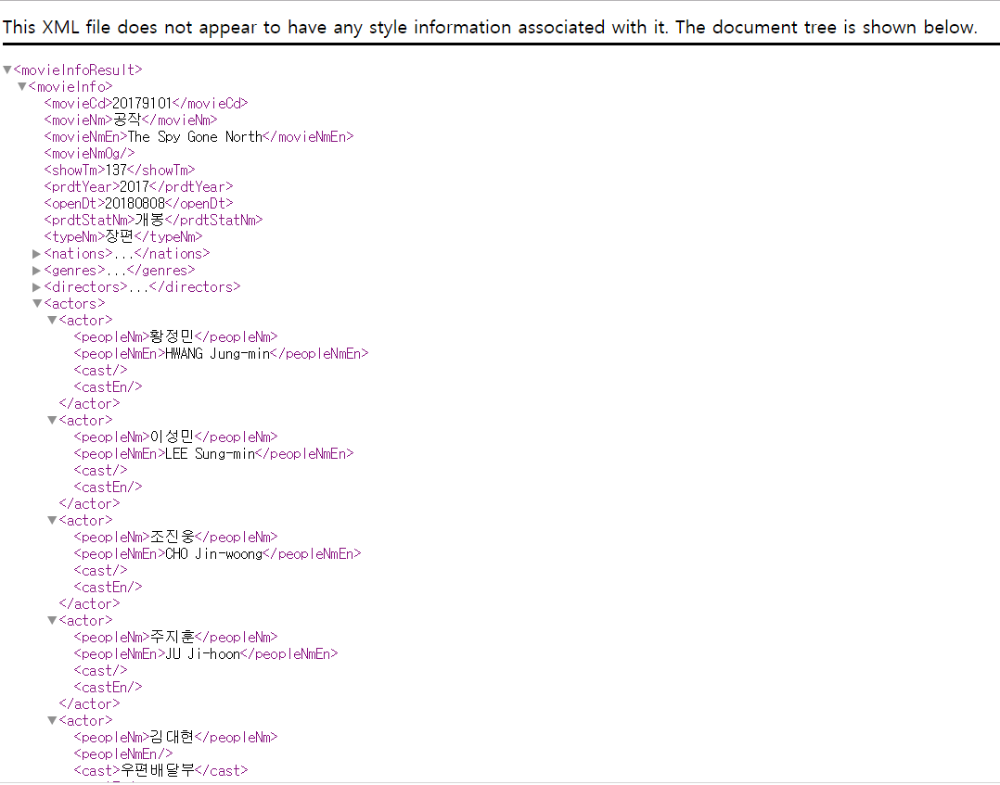 This XML file does not appear to have any style information associated with it. The document tree is shown below.
▼<movieInfoResult>
▼<movieInfo>
<movieCd>20179101</movieCd>
<movieNm>공작</movieNm>
<movieNmEn>The Spy Gone North</movieNmEn>
<movieNmOg/>
<showTm>137</showTm>
<prdtYear>2017</prdtYear>
<openDt>20180808</openDt>
<prdtStatNm>개봉</prdtStatNm>
<typeNm>장편</typeNm>
▶<nations>...</nations>
▶<genres>...</genres>
▶<directors>...</directors>
▼<actors>
▼<actor>
<peopleNm>황정민</peopleNm>
<peopleNmEn>HWANG Jung-min</peopleNmEn>
<cast/>
<castEn/>
</actor>
▼<actor>
<peopleNm>이성민</peopleNm>
<peopleNmEn>LEE Sung-min</peopleNmEn>
<cast/>
<castEn/>
</actor>
▼<actor>
<peopleNm>조진웅</peopleNm>
<peopleNmEn>CHO Jin-woong</peopleNmEn>
<cast/>
<castEn/>
</actor>
▼<actor>
<peopleNm>주지훈</peopleNm>
<peopleNmEn>JU Ji-hoon</peopleNmEn>
<cast/>
<castEn/>
</actor>
▼<actor>
<peopleNm>김대현</peopleNm>
<peopleNmEn/>
<cast>우편배달부</cast>